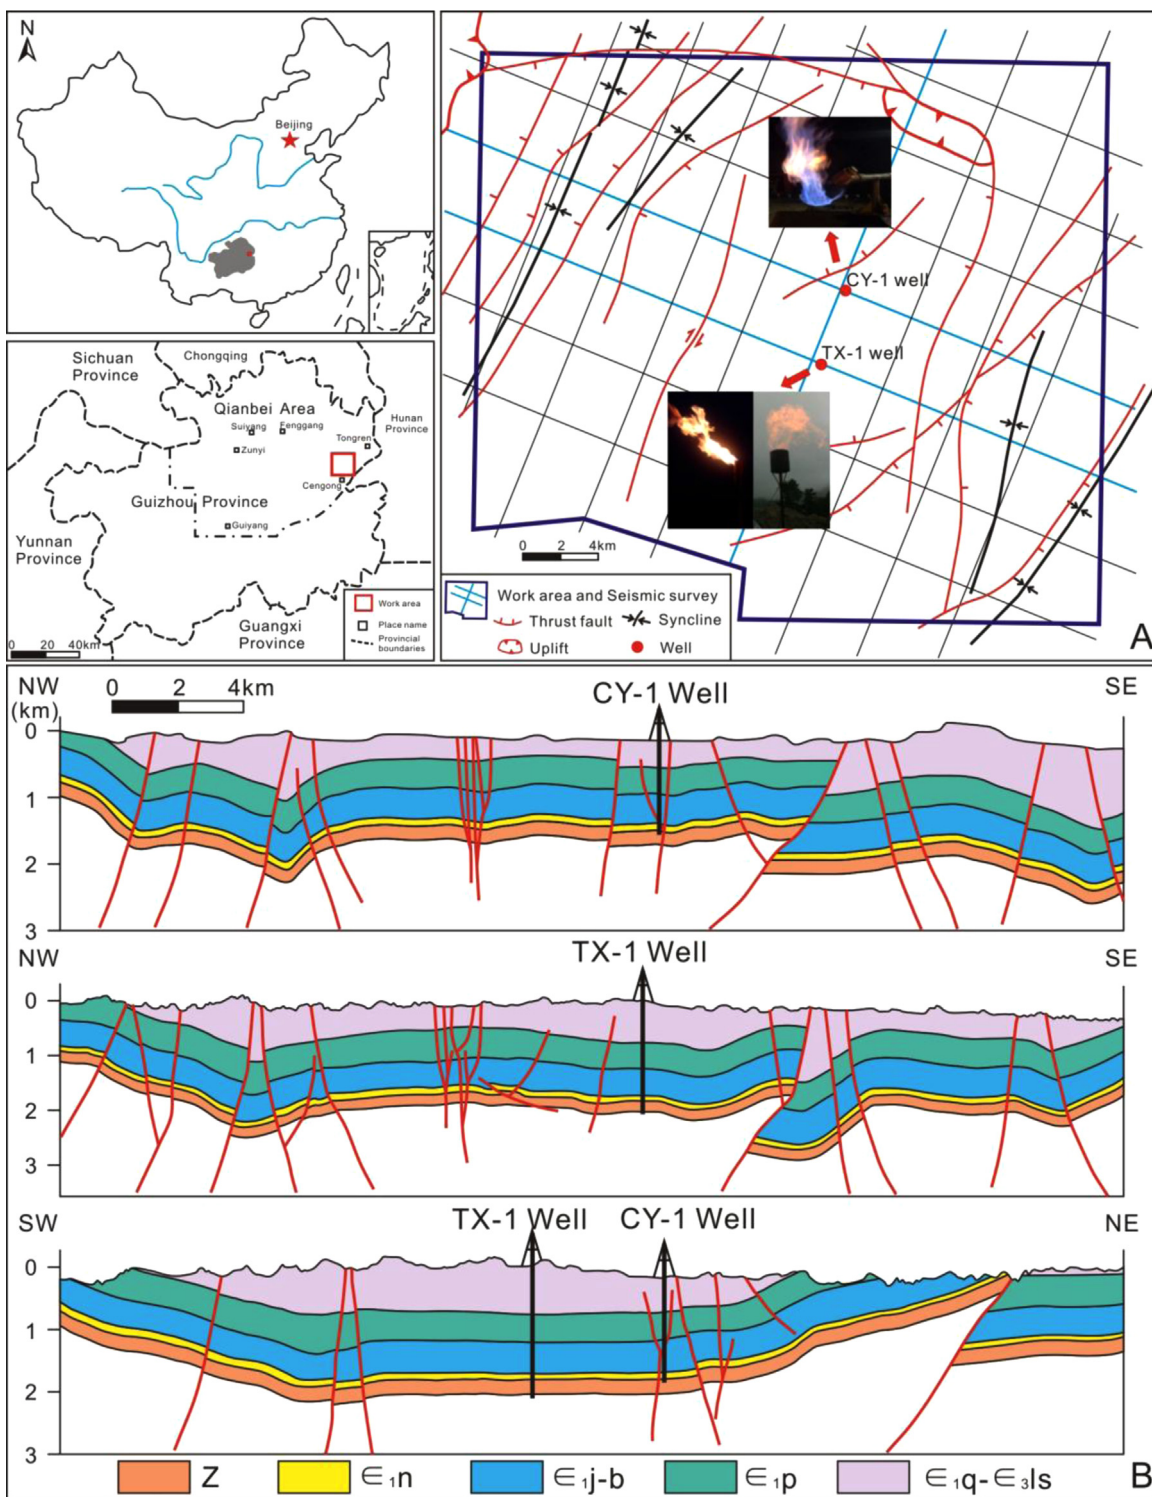 N
Beijing
Sichuan
Province
Chongqing
Qianbei Area
Suiyang
Fenggang
Hunan
Province
Tongren
Zunyi
Cengong
Guizhou Province
Guiyang
Yunnan
Province
Guangxi
Province
Work area
Place name
Provincial
boundaries
0 20 40km
CY-1 well
TX-1 well
0 2 4km
Work area and Seismic survey
Thrust fault
Syncline
Uplift
Well
A
NW
(km)
0 2 4km
CY-1 Well
SE
0
1
2
3
NW
TX-1 Well
SE
0
1
2
3
SW
TX-1 Well
CY-1 Well
NE
0
1
2
3
Z
∈₁n
∈₁j-b
∈₁p
∈₁q-∈₃ls
B